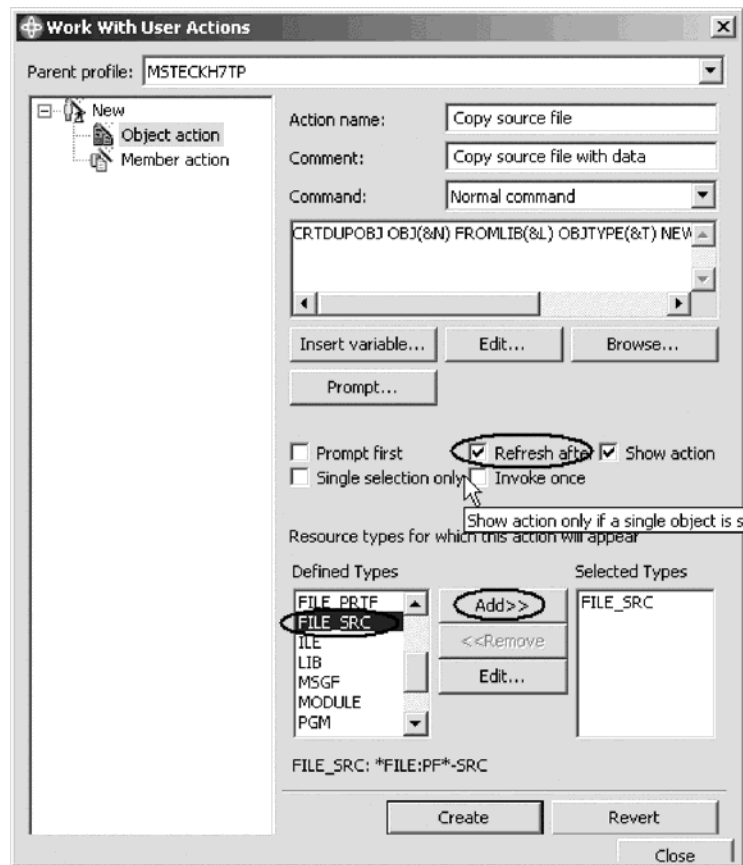 Work With User Actions
Parent profile: MSTECKH7TP
New
Object action
Member action
Action name: Copy source file
Comment: Copy source file with data
Command: Normal command
CRTDUPOBJ OBJ(&N) FROMLIB(&L) OBJTYPE(&T) NEW
Insert variable... Edit... Browse...
Prompt...
Prompt first Refresh after Show action
Single selection only Invoke once
Show action only if a single object is s
Resource types for which this action will appear
Defined Types Selected Types
FILE_PRTF
FILE_SRC
ILE
LIB
MSGF
MODULE
PGM
Add>>
<<Remove
Edit...
FILE_SRC
FILE_SRC: *FILE:PF*-SRC
Create Revert
Close